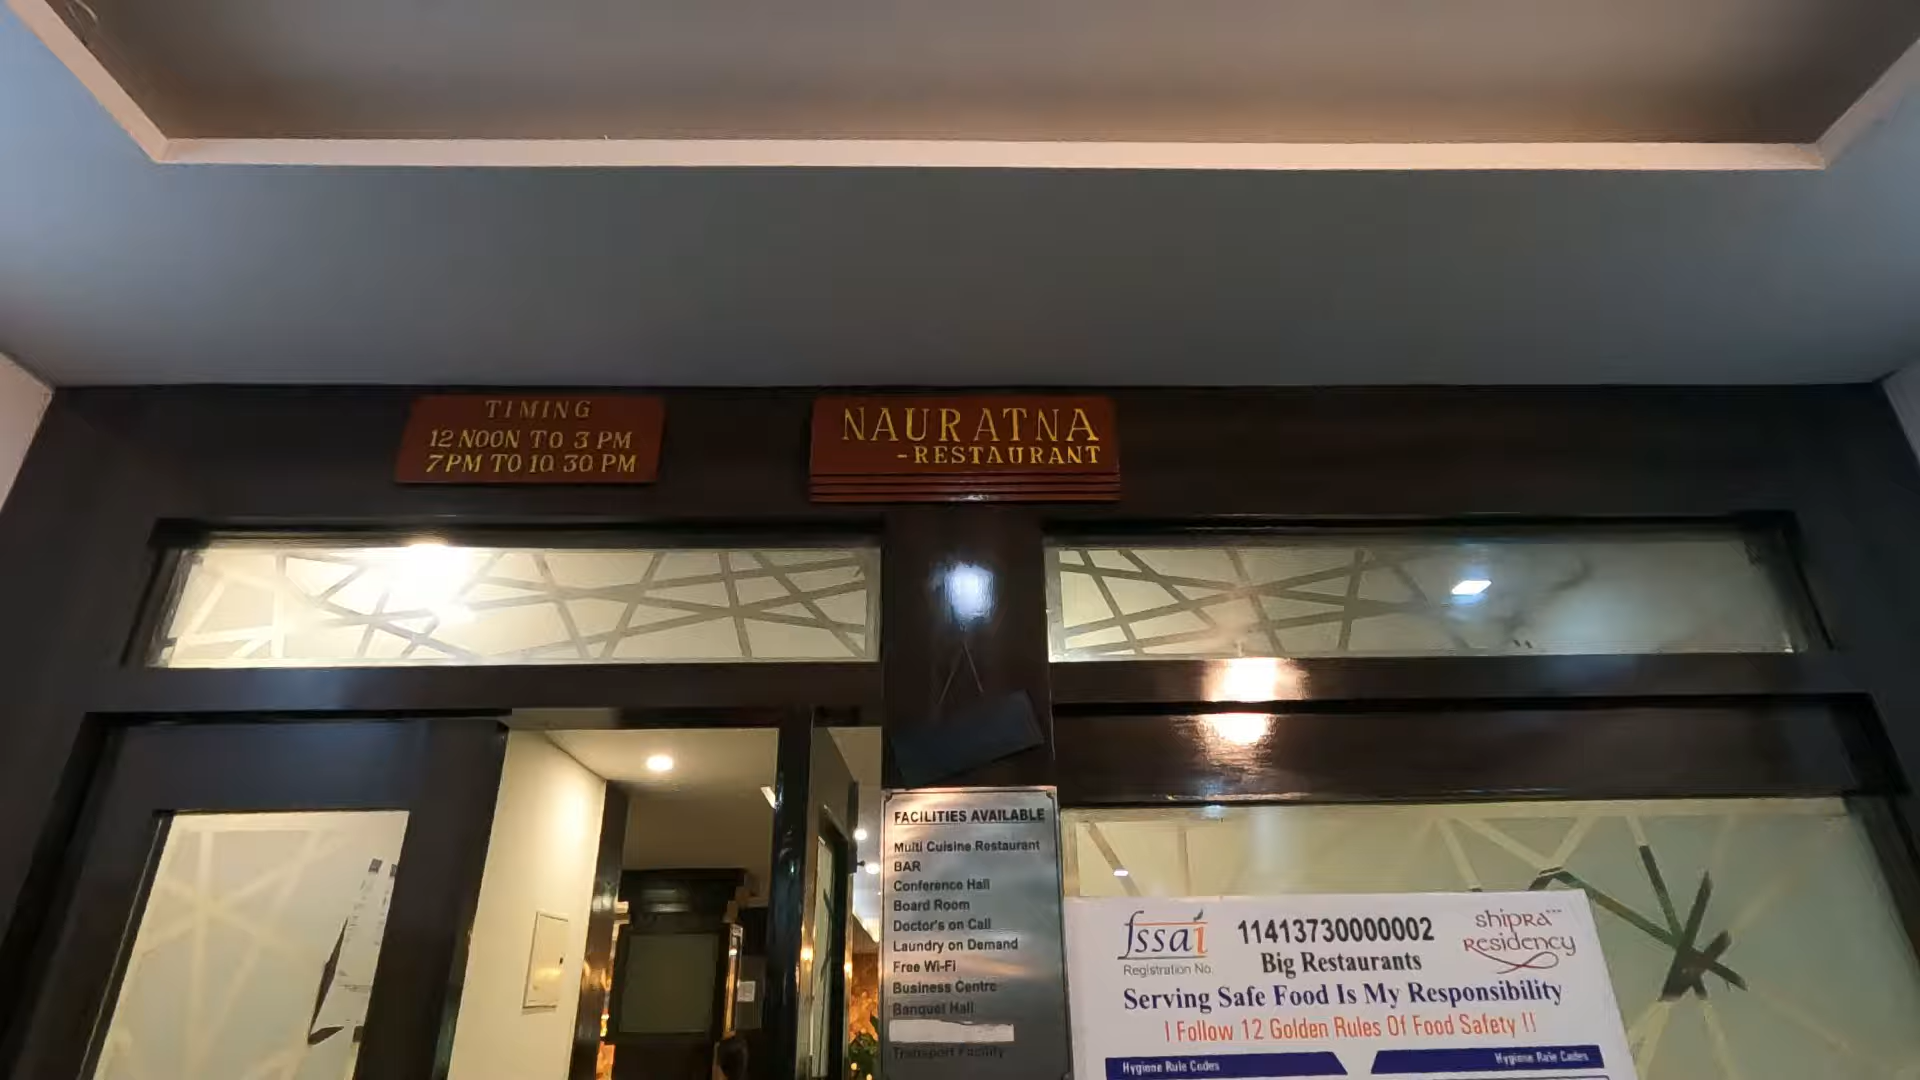 TIMING
12 NOON TO 3 PM
7 PM TO 10 30 PM
NAURATNA
-RESTAURANT
FACILITIES AVAILABLE
Multi Cuisine Restaurant
BAR
Conference Hall
Board Room
Doctor's on Call
Laundry on Demand
Free Wi-Fi
Business Centre
Banquet Hall
Transport Facility
fssai
Registration No.
11413730000002
Big Restaurants
shipra
Residency
Serving Safe Food Is My Responsibility
I Follow 12 Golden Rules Of Food Safety !!
Hygiene Rule Codes
Hygiene Rule Codes